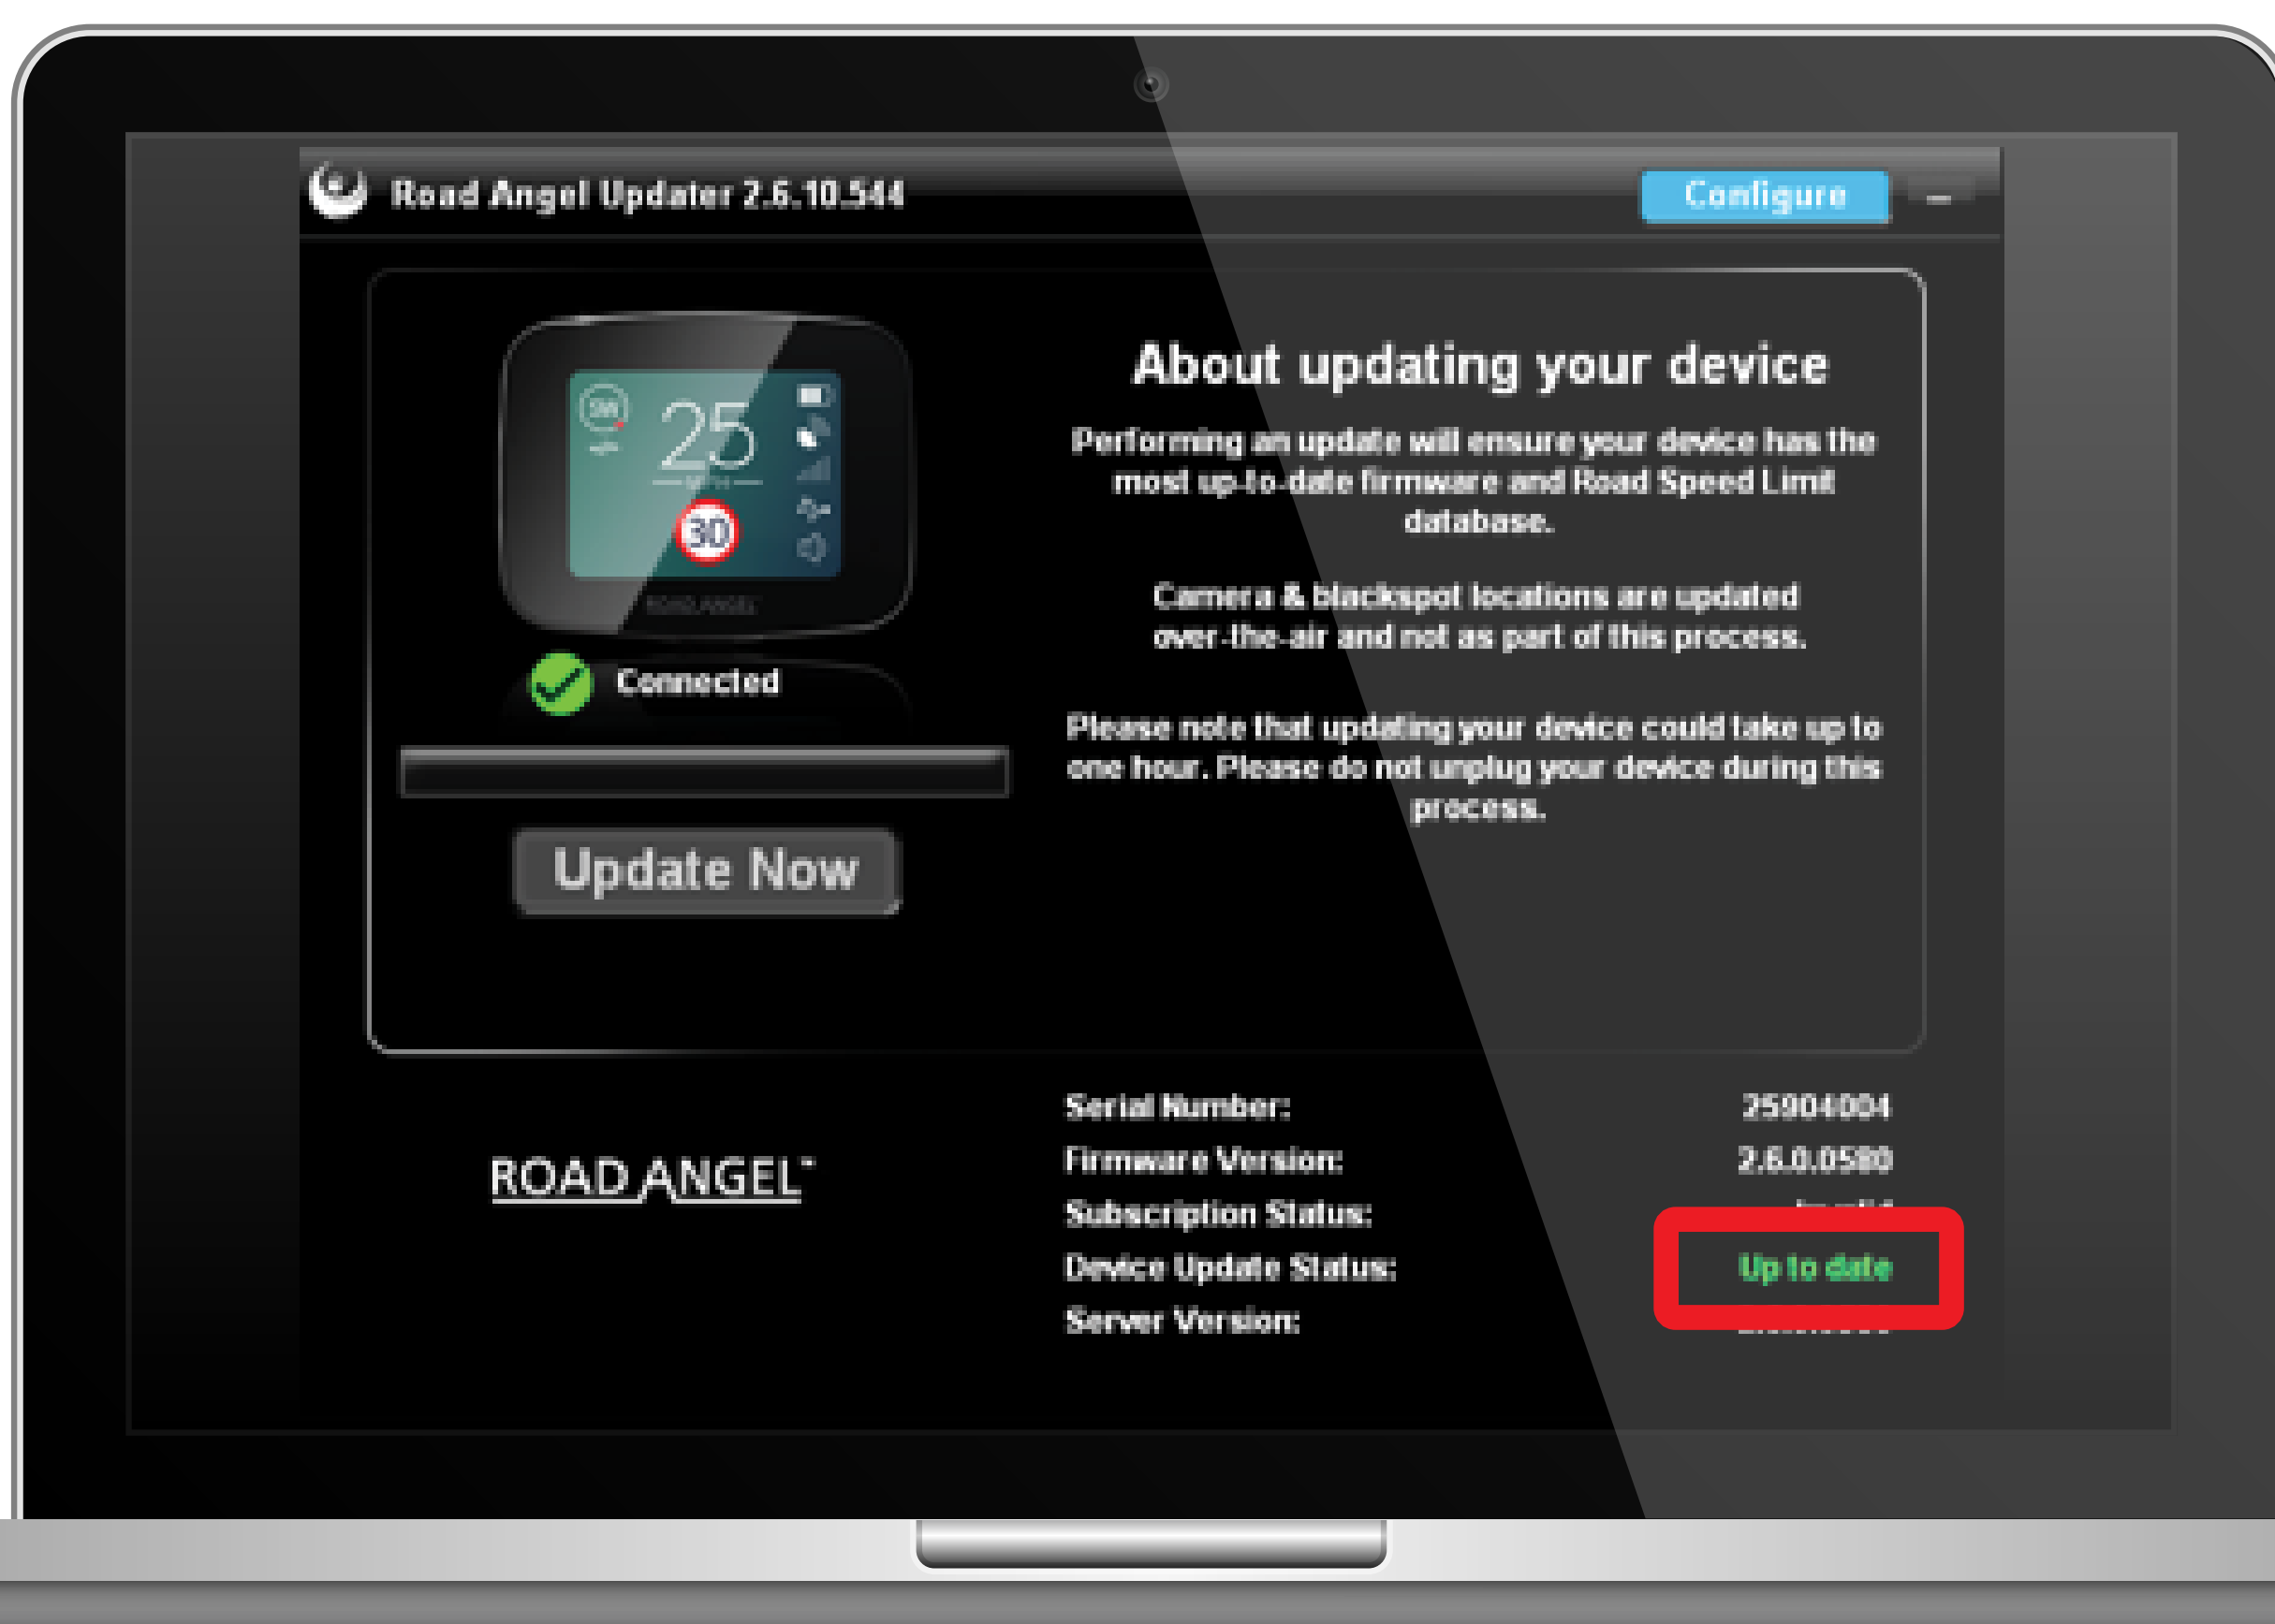 Road Angel Updater 2.6.10.544
Configure
25
30
ROAD ANGEL
Connected
Update Now
About updating your device
Performing an update will ensure your device has the
most up-to-date firmware and Road Speed Limit
database.
Camera & blackspot locations are updated
over-the-air and not as part of this process.
Please note that updating your device could take up to
one hour. Please do not unplug your device during this
process.
ROAD ANGEL™
Serial Number: 25904004
Firmware Version: 2.6.0.0580
Subscription Status:
Device Update Status: Up to date
Server Version: